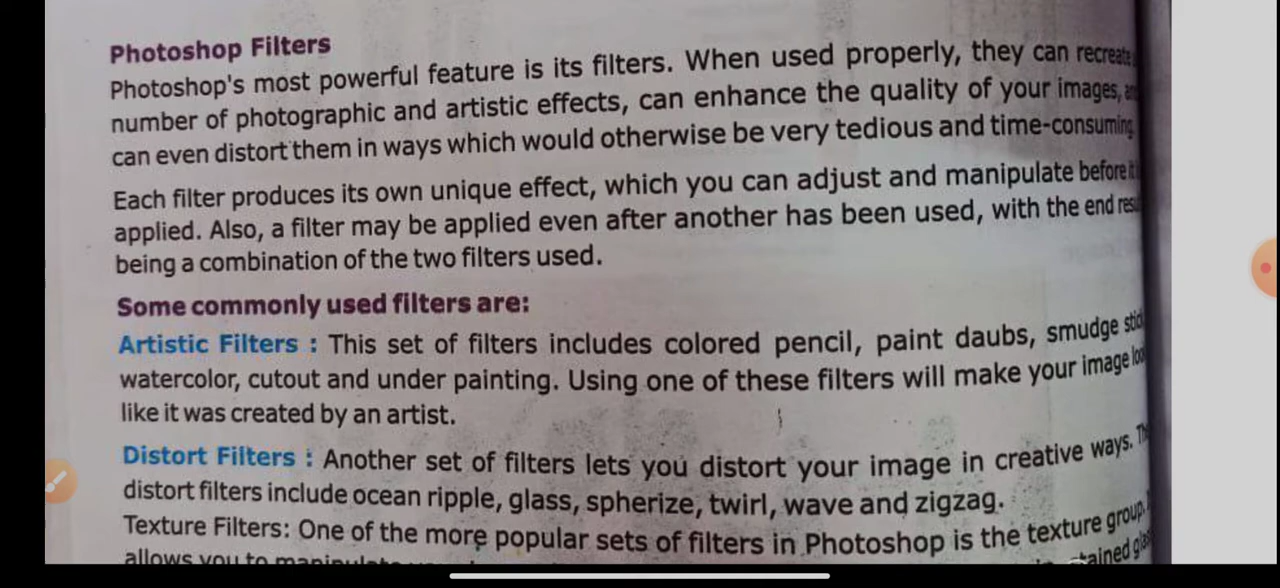 Photoshop Filters
Photoshop's most powerful feature is its filters. When used properly, they can recreate
number of photographic and artistic effects, can enhance the quality of your images,
can even distort them in ways which would otherwise be very tedious and time-consuming
Each filter produces its own unique effect, which you can adjust and manipulate before
applied. Also, a filter may be applied even after another has been used, with the end
being a combination of the two filters used.
Some commonly used filters are:
Artistic Filters : This set of filters includes colored pencil, paint daubs, smudge
watercolor, cutout and under painting. Using one of these filters will make your image
like it was created by an artist.
Distort Filters : Another set of filters lets you distort your image in creative ways.
distort filters include ocean ripple, glass, spherize, twirl, wave and zigzag.
Texture Filters: One of the more popular sets of filters in Photoshop is the texture group.
allows you to